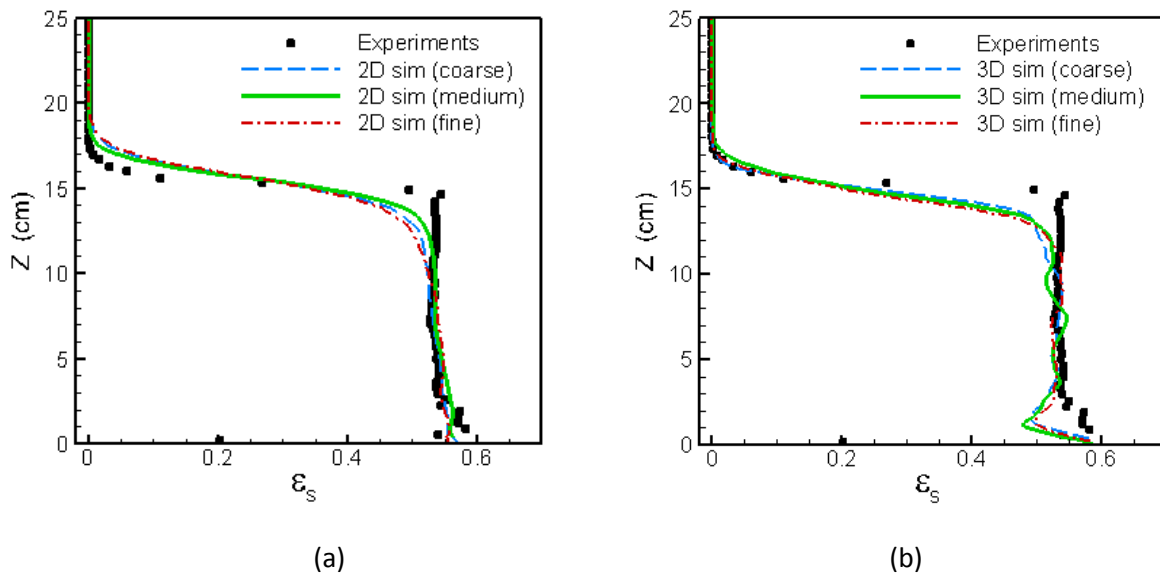 25
20
15
10
5
0
Z (cm)
0
0.2
0.4
0.6
εs
Experiments
2D sim (coarse)
2D sim (medium)
2D sim (fine)
(a)
25
20
15
10
5
0
Z (cm)
0
0.2
0.4
0.6
εs
Experiments
3D sim (coarse)
3D sim (medium)
3D sim (fine)
(b)